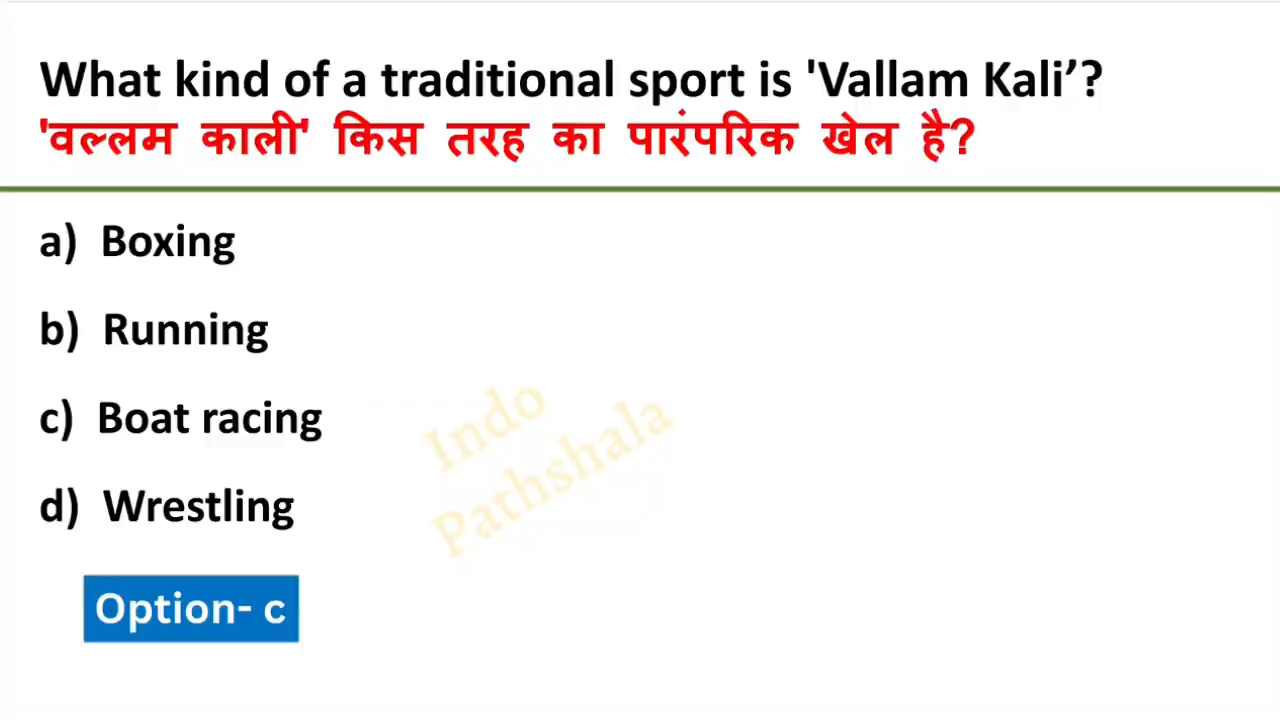 What kind of a traditional sport is 'Vallam Kali’?
'वल्लम काली' किस तरह का पारंपरिक खेल है?
a) Boxing
b) Running
c) Boat racing
d) Wrestling
Indo
Pathshala
Option- c